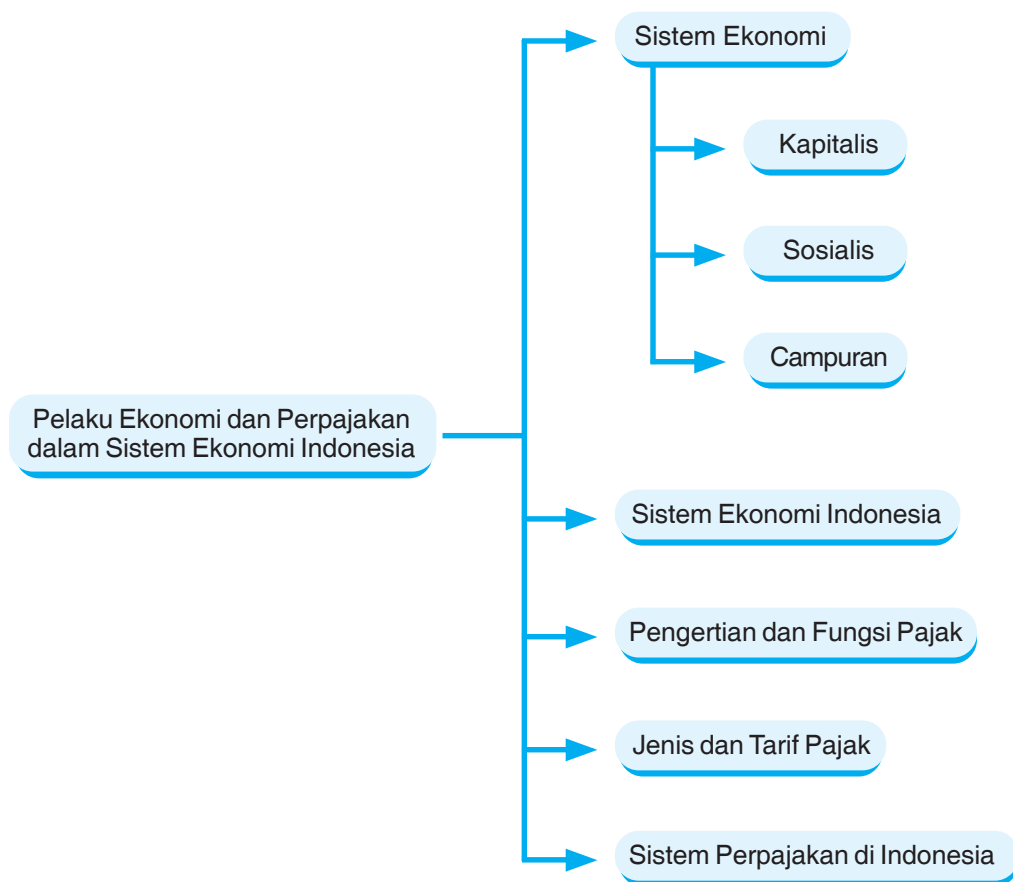 Sistem Ekonomi
Kapitalis
Sosialis
Campuran
Pelaku Ekonomi dan Perpajakan
dalam Sistem Ekonomi Indonesia
Sistem Ekonomi Indonesia
Pengertian dan Fungsi Pajak
Jenis dan Tarif Pajak
Sistem Perpajakan di Indonesia